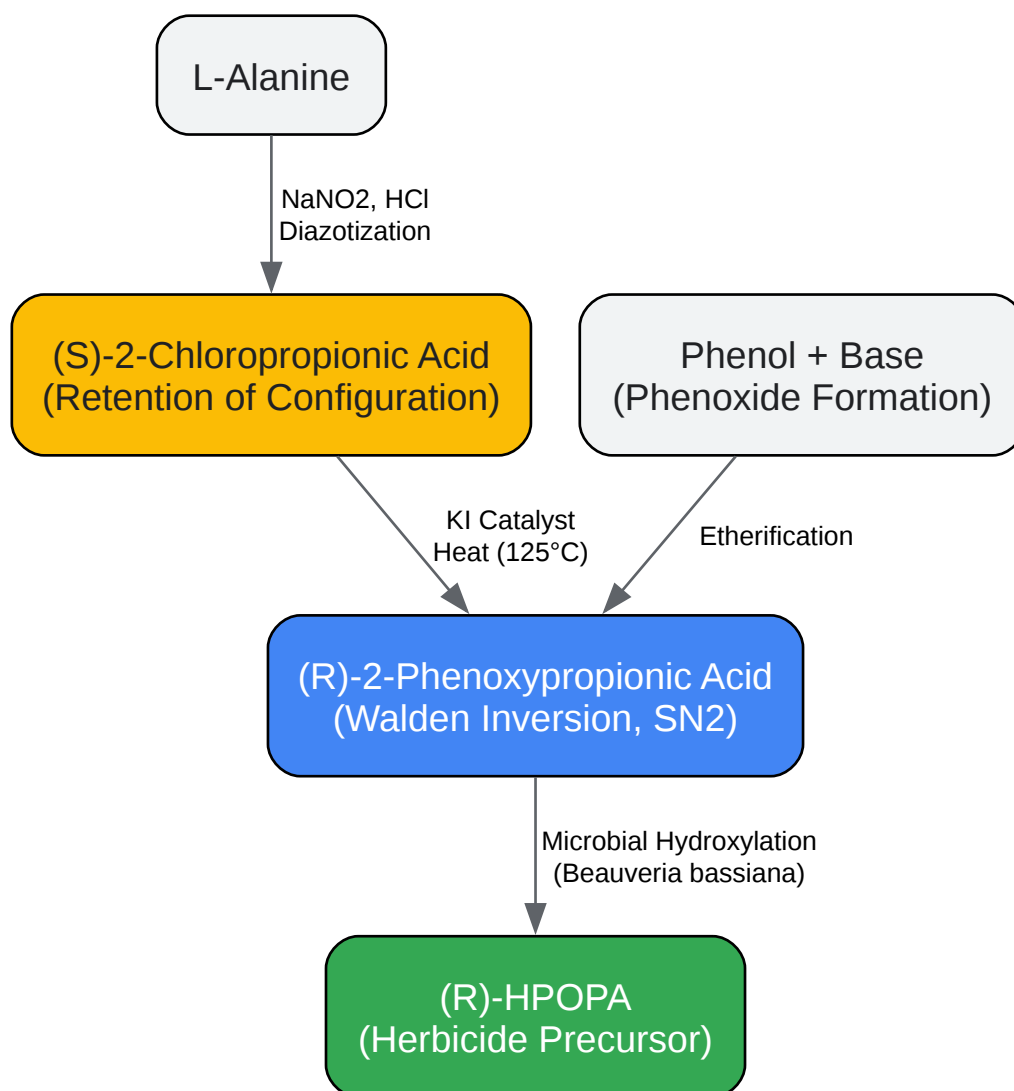 L-Alanine
NaNO2, HCl
Diazotization
(S)-2-Chloropropionic Acid
(Retention of Configuration)
Phenol + Base
(Phenoxide Formation)
KI Catalyst
Heat (125°C)
Etherification
(R)-2-Phenoxypropionic Acid
(Walden Inversion, SN2)
Microbial Hydroxylation
(Beauveria bassiana)
(R)-HPOPA
(Herbicide Precursor)